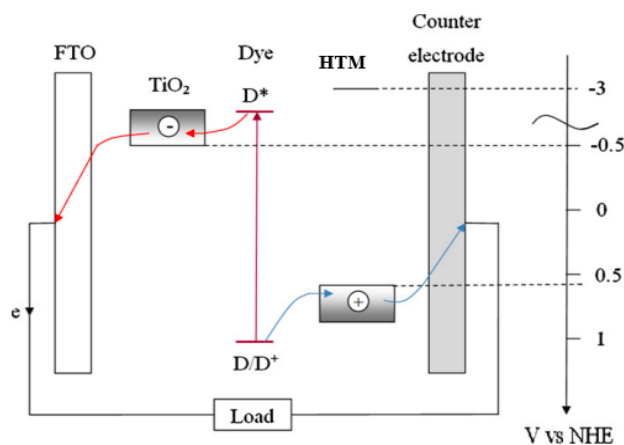 Counter
FTO
Dye
HTM
electrode
TiO₂
D*
-
-3
-0.5
0
0.5
e
+
1
D/D⁺
Load
V vs NHE